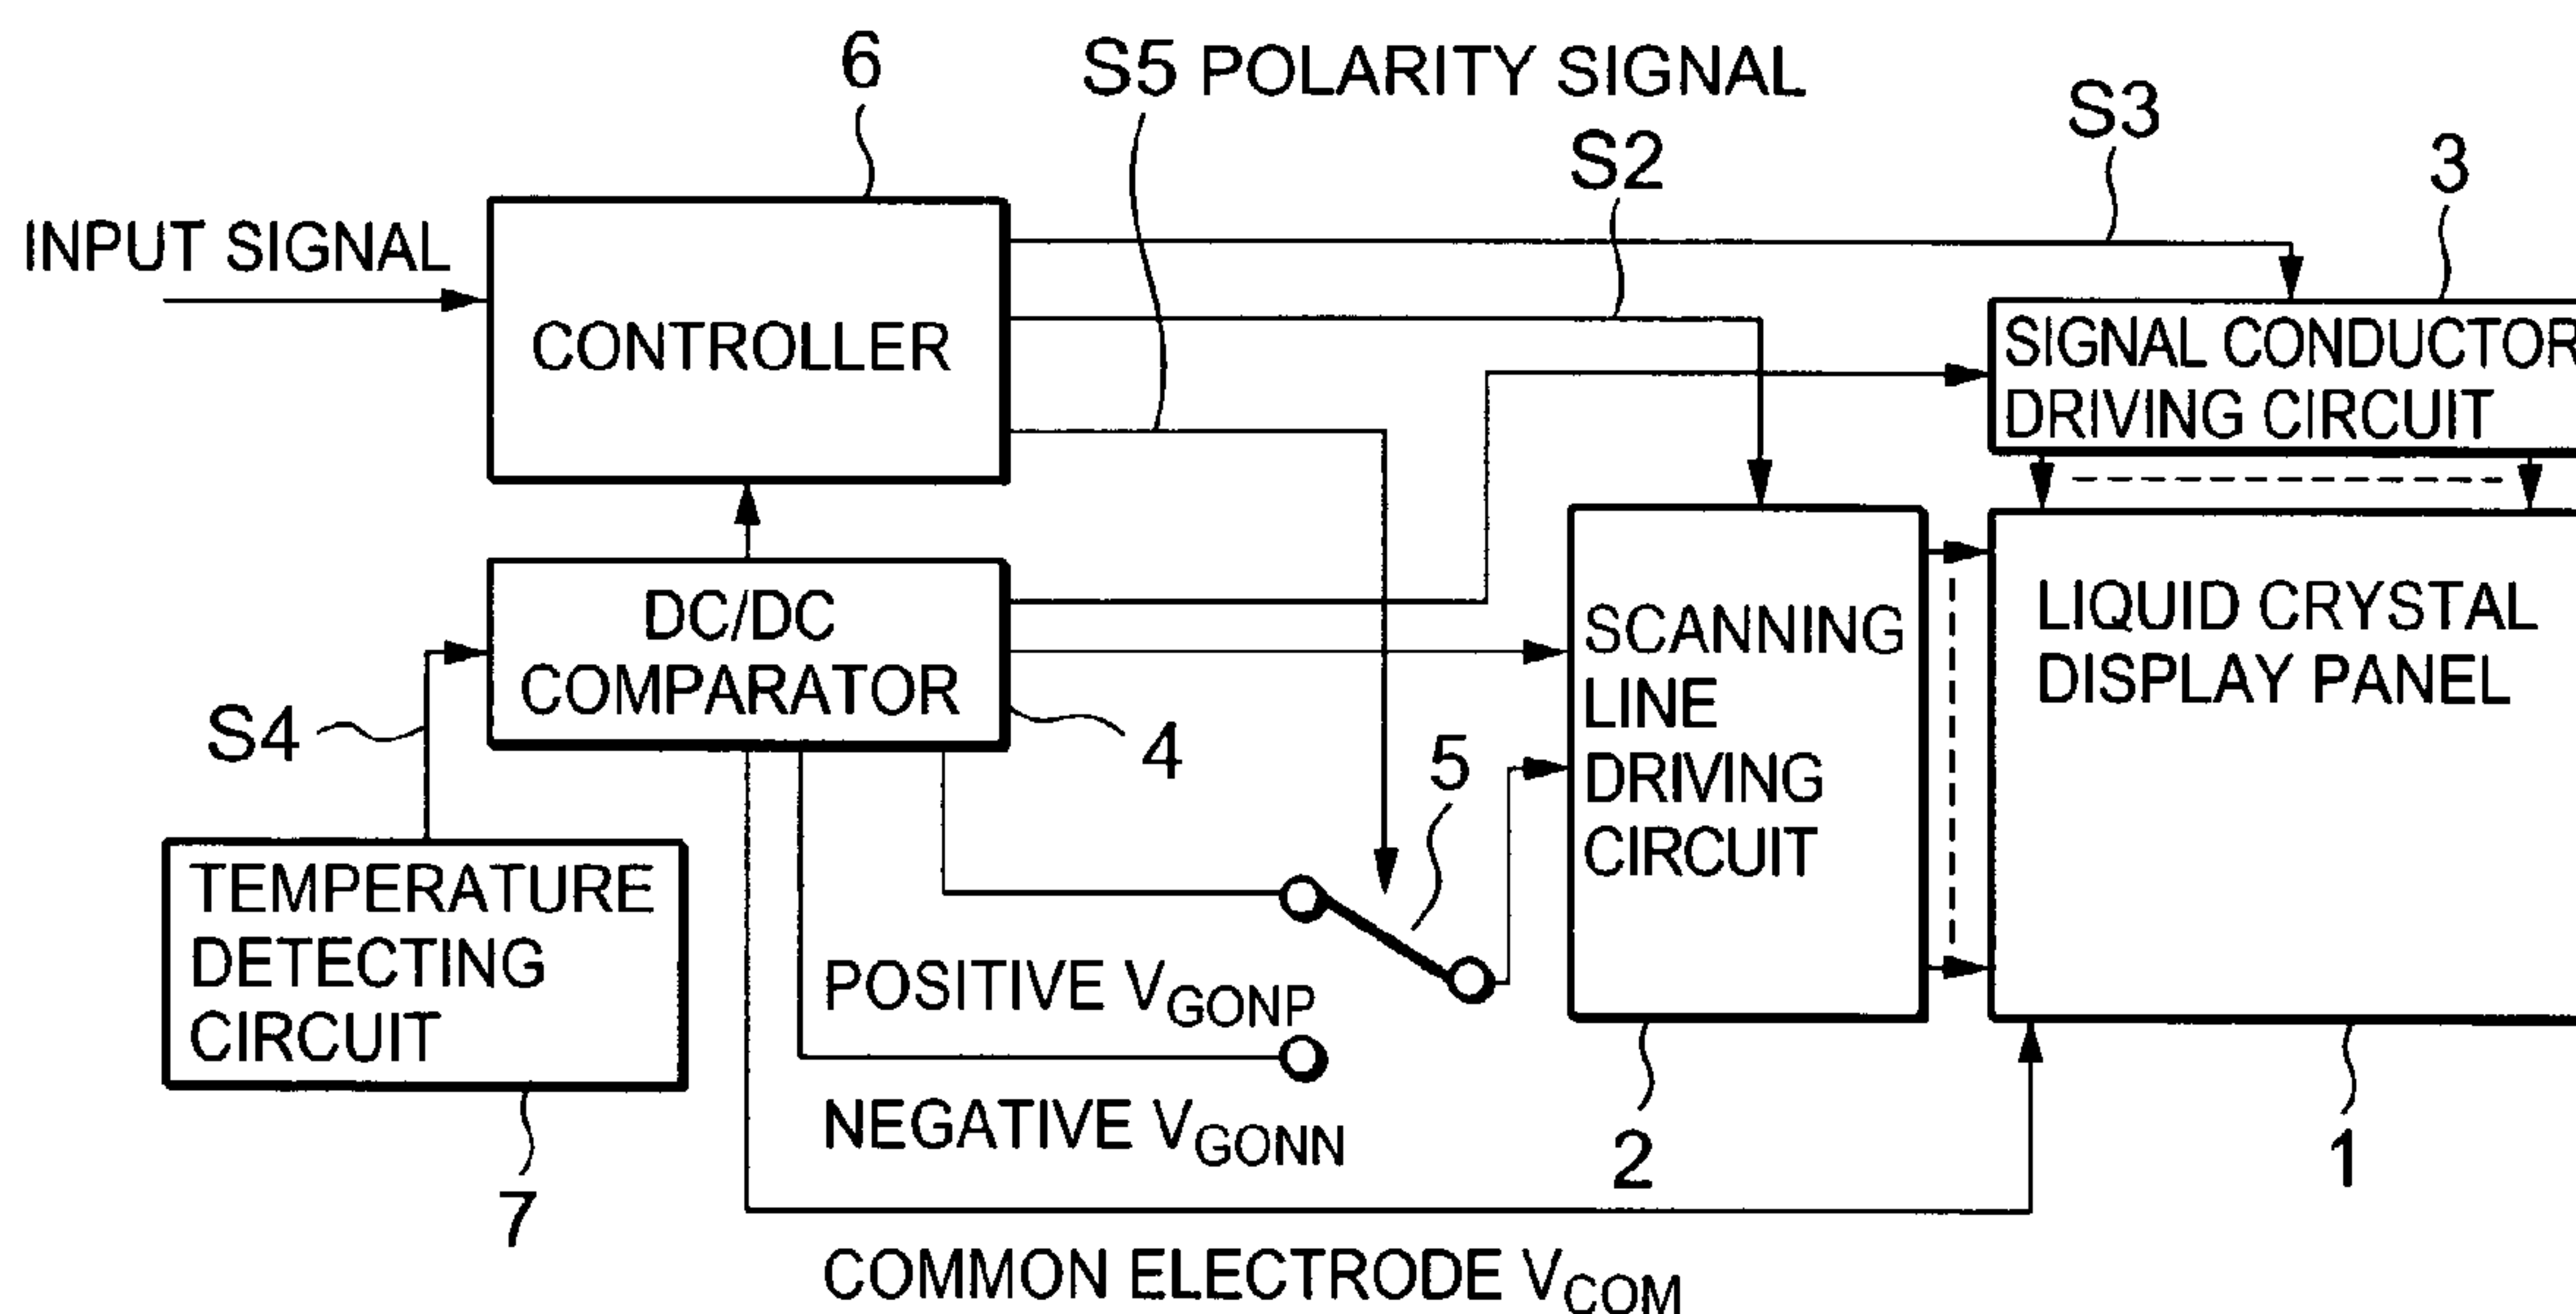 6
S5 POLARITY SIGNAL
S2
S3
3
INPUT SIGNAL
CONTROLLER
SIGNAL CONDUCTOR
DRIVING CIRCUIT
DC/DC
COMPARATOR
S4
4
5
SCANNING
LINE
DRIVING
CIRCUIT
LIQUID CRYSTAL
DISPLAY PANEL
TEMPERATURE
DETECTING
CIRCUIT
POSITIVE VGONP
NEGATIVE VGONN
7
2
1
COMMON ELECTRODE VCOM